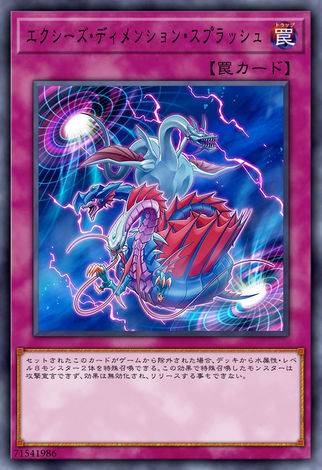 エクシーズ・ディメンション・スプラッシュ
トラップ
罠
【罠カード】
セットされたこのカードがゲームから除外された場合、デッキから水属性・レ
ベル８モンスター２体を特殊召喚できる。この効果で特殊召喚したモンスターは
攻撃宣言できず、効果は無効化され、リリースする事もできない。
71541986